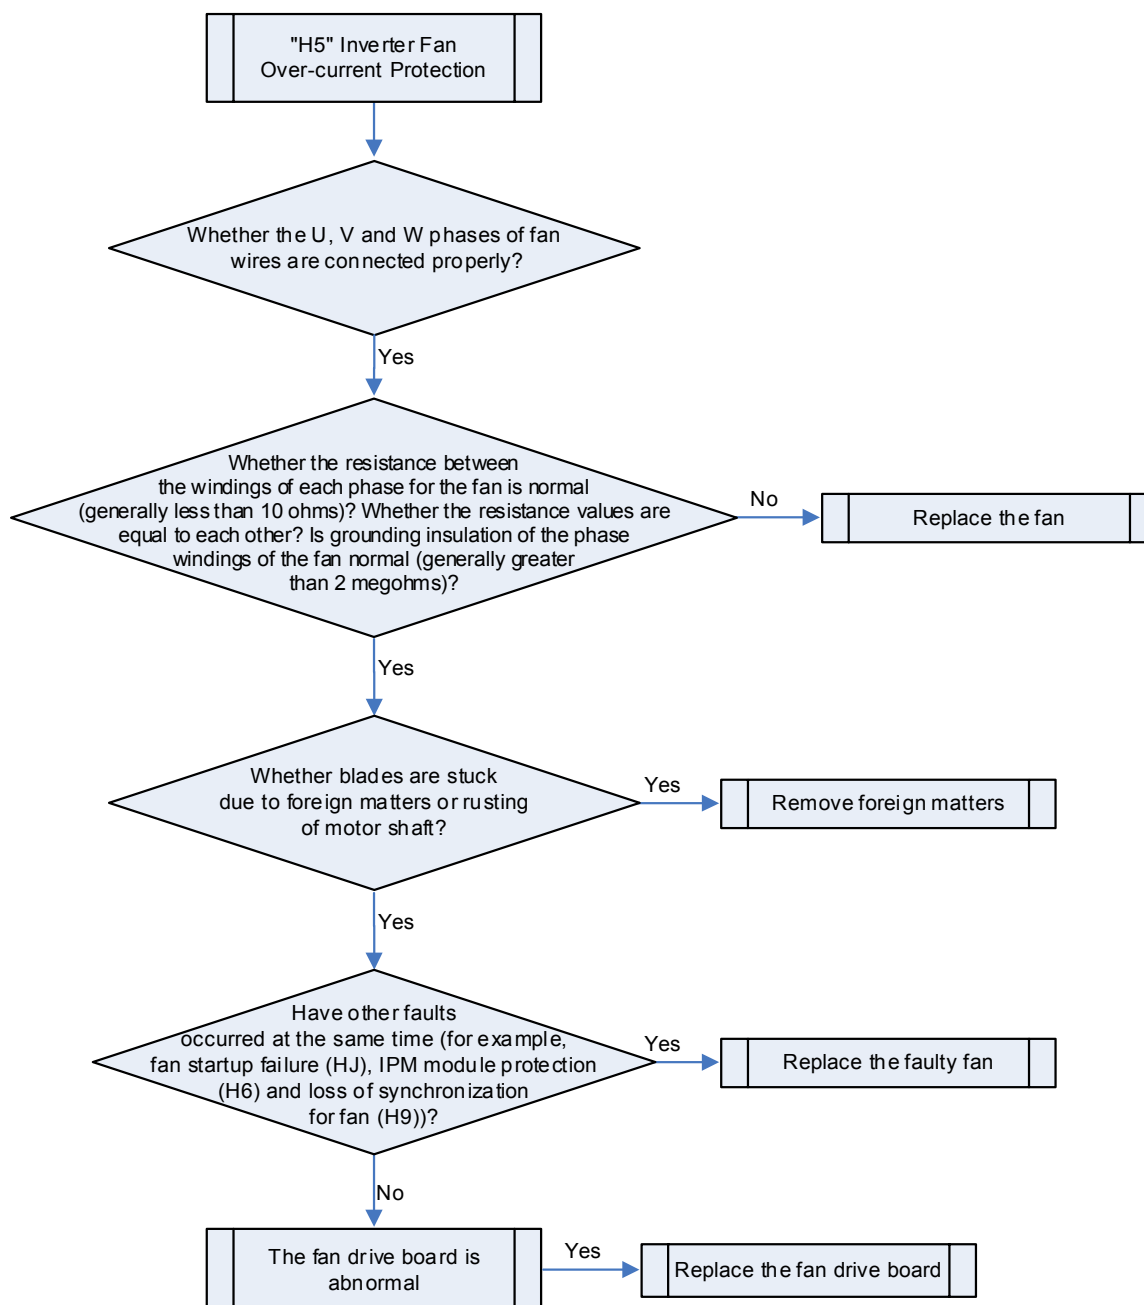 "H5" Inverter Fan
Over-current Protection
Whether the U, V and W phases of fan
wires are connected properly?
Yes
Whether the resistance between
the windings of each phase for the fan is normal
(generally less than 10 ohms)? Whether the resistance values are
equal to each other? Is grounding insulation of the phase
windings of the fan normal (generally greater
than 2 megohms)?
No
Replace the fan
Yes
Whether blades are stuck
due to foreign matters or rusting
of motor shaft?
Yes
Remove foreign matters
Yes
Have other faults
occurred at the same time (for example,
fan startup failure (HJ), IPM module protection
(H6) and loss of synchronization
for fan (H9))?
Yes
Replace the faulty fan
No
The fan drive board is
abnormal
Yes
Replace the fan drive board